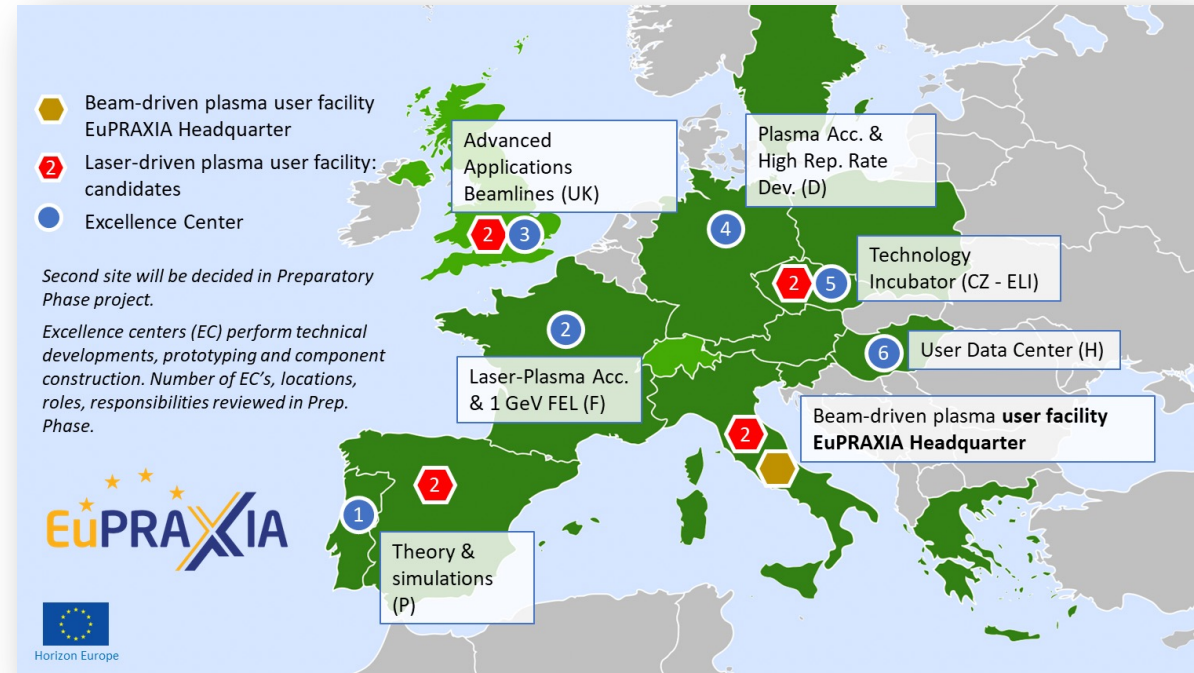 Beam-driven plasma user facility
EuPRAXIA Headquarter
2
Laser-driven plasma user facility:
candidates
Excellence Center
Second site will be decided in Preparatory
Phase project.
Excellence centers (EC) perform technical
developments, prototyping and component
construction. Number of EC's, locations,
roles, responsibilities reviewed in Prep.
Phase.
EuPRAXIA
Horizon Europe
Advanced
Applications
Beamlines (UK)
2
3
Plasma Acc. &
High Rep. Rate
Dev. (D)
4
Technology
Incubator (CZ - ELI)
2
5
2
Laser-Plasma Acc.
& 1 GeV FEL (F)
6
User Data Center (H)
Beam-driven plasma user facility
EuPRAXIA Headquarter
2
2
1
Theory &
simulations
(P)